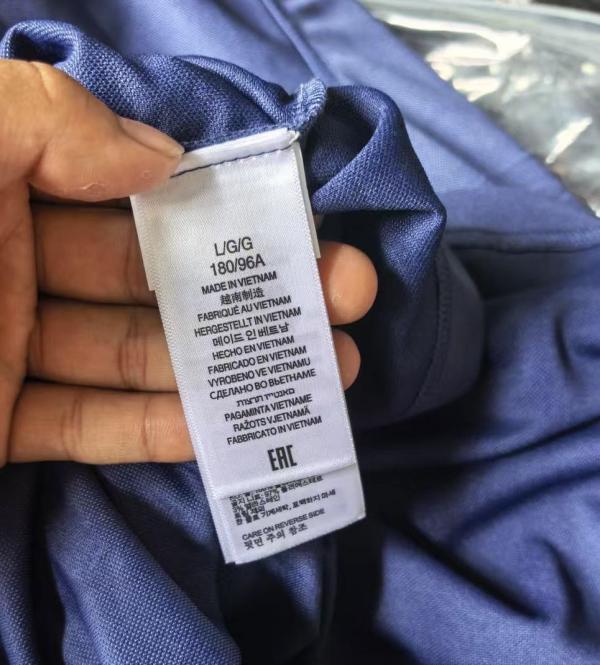 L/G/G
180/96A
MADE IN VIETNAM
越南制造
FABRIQUÉ AU VIETNAM
HERGESTELLT IN VIETNAM
메이드 인 베트남
HECHO EN VIETNAM
FABRICADO EN VIETNAM
VYROBENO VE VIETNAMU
СДЕЛАНО ВО ВЬЕТНАМЕ
PAGAMINTA VIETNAME
RAŽOTS VJETNAMĀ
FABBRICATO IN VIETNAM
EAC
CARE ON REVERSE SIDE
뒷면 주의 참조